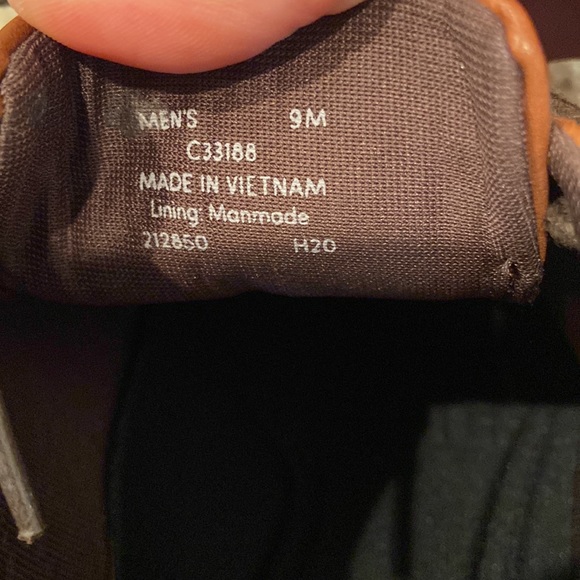 MEN'S 9M
C33188
MADE IN VIETNAM
Lining: Manmade
212850 H20